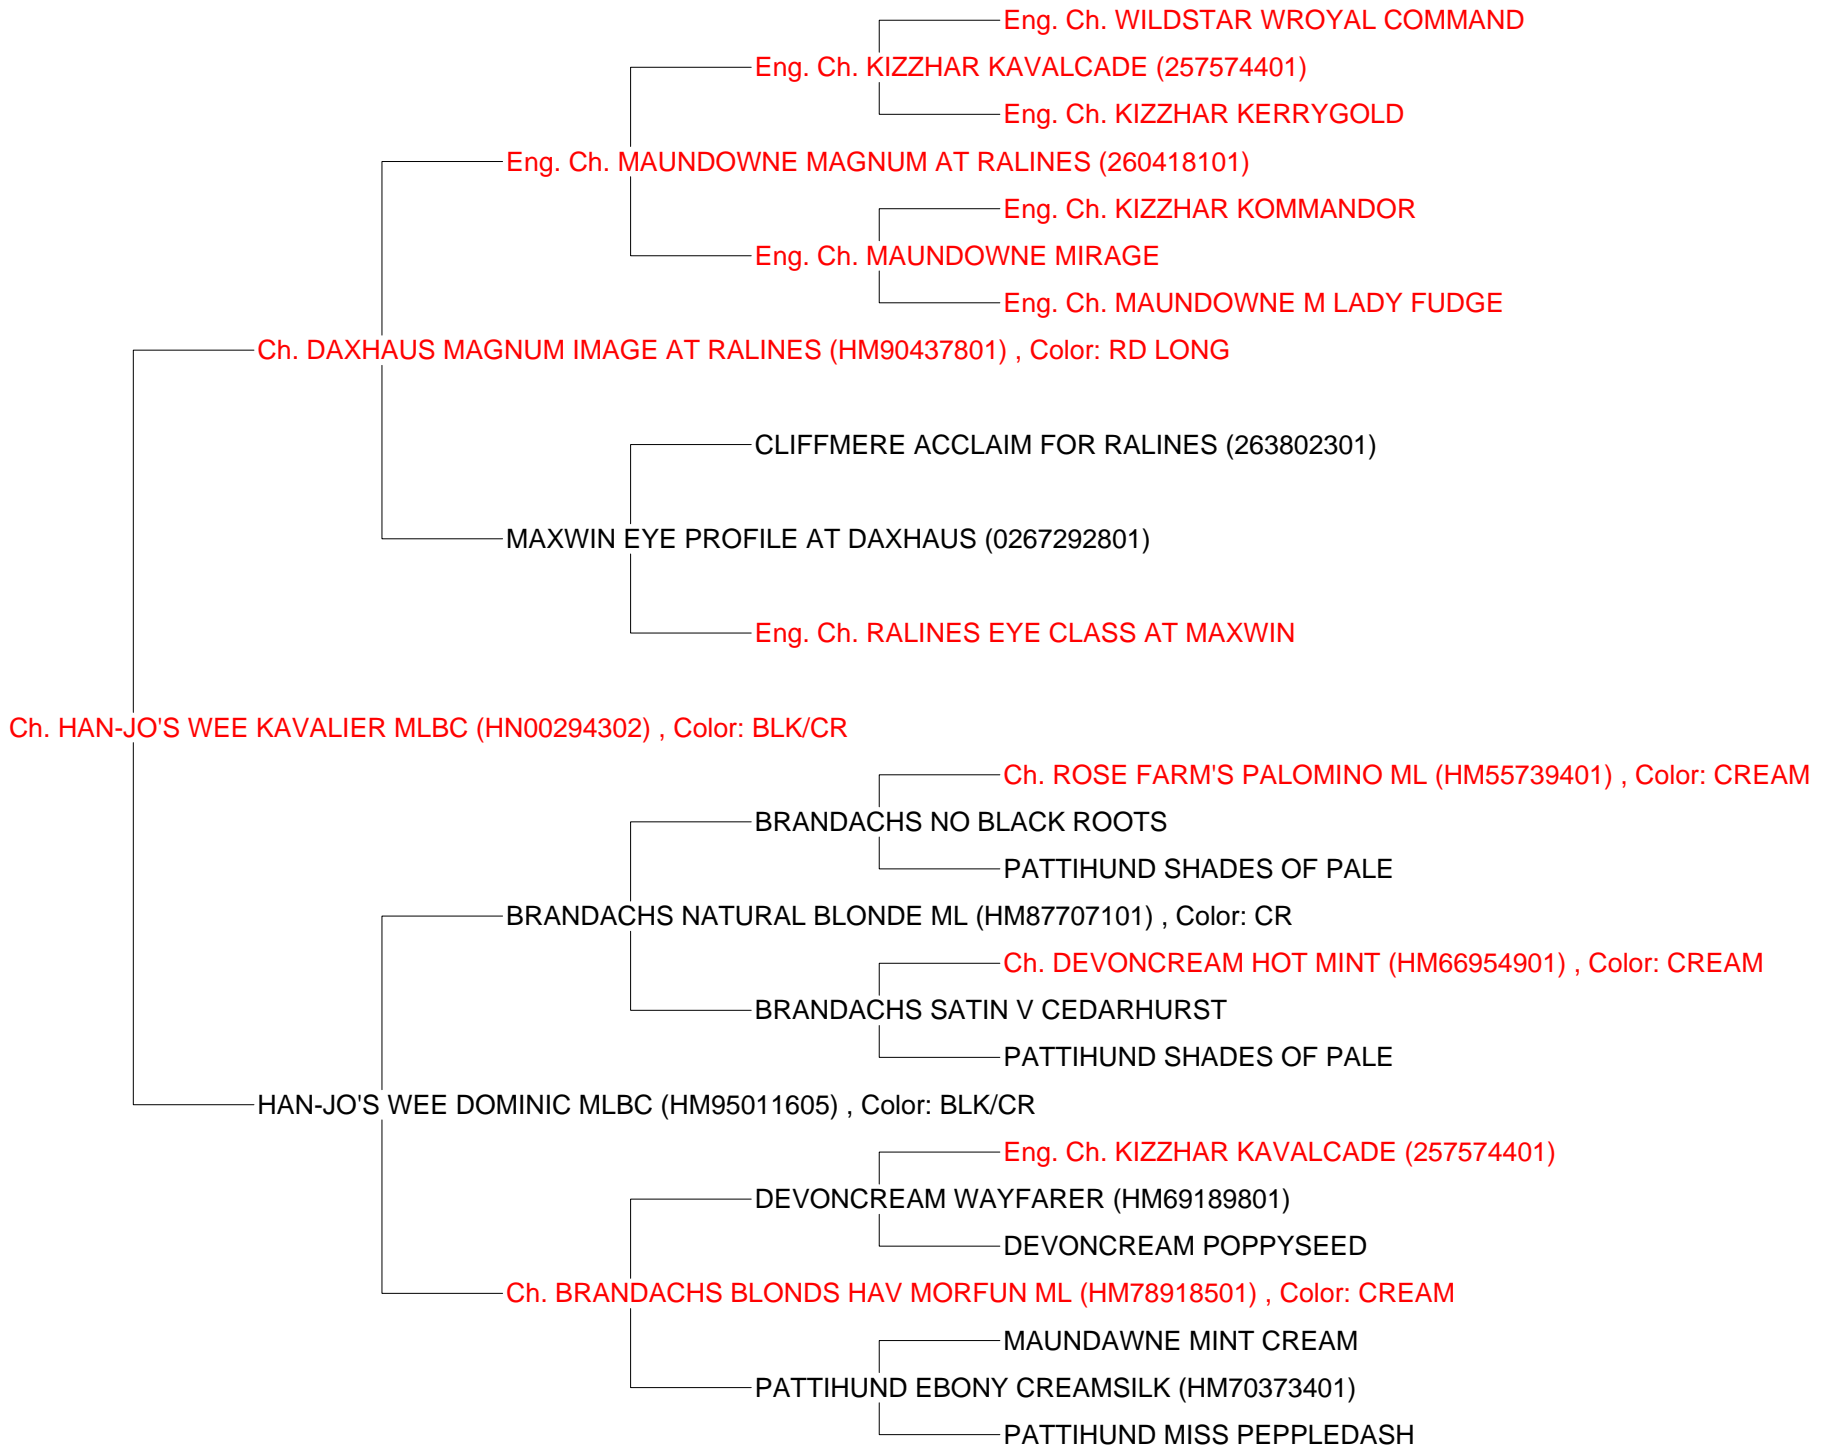 Eng. Ch. WILDSTAR WROYAL COMMAND
Eng. Ch. KIZZHAR KAVALCADE (257574401)
Eng. Ch. KIZZHAR KERRYGOLD
Eng. Ch. MAUNDOWNE MAGNUM AT RALINES (260418101)
Eng. Ch. KIZZHAR KOMMANDOR
Eng. Ch. MAUNDOWNE MIRAGE
Eng. Ch. MAUNDOWNE M LADY FUDGE
Ch. DAXHAUS MAGNUM IMAGE AT RALINES (HM90437801) , Color: RD LONG
CLIFFMERE ACCLAIM FOR RALINES (263802301)
MAXWIN EYE PROFILE AT DAXHAUS (0267292801)
Eng. Ch. RALINES EYE CLASS AT MAXWIN
Ch. HAN-JO'S WEE KAVALIER MLBC (HN00294302) , Color: BLK/CR
Ch. ROSE FARM'S PALOMINO ML (HM55739401) , Color: CREAM
BRANDACHS NO BLACK ROOTS
PATTIHUND SHADES OF PALE
BRANDACHS NATURAL BLONDE ML (HM87707101) , Color: CR
Ch. DEVONCREAM HOT MINT (HM66954901) , Color: CREAM
BRANDACHS SATIN V CEDARHURST
PATTIHUND SHADES OF PALE
HAN-JO'S WEE DOMINIC MLBC (HM95011605) , Color: BLK/CR
Eng. Ch. KIZZHAR KAVALCADE (257574401)
DEVONCREAM WAYFARER (HM69189801)
DEVONCREAM POPPYSEED
Ch. BRANDACHS BLONDS HAV MORFUN ML (HM78918501) , Color: CREAM
MAUNDAWNE MINT CREAM
PATTIHUND EBONY CREAMSILK (HM70373401)
PATTIHUND MISS PEPPLEDASH